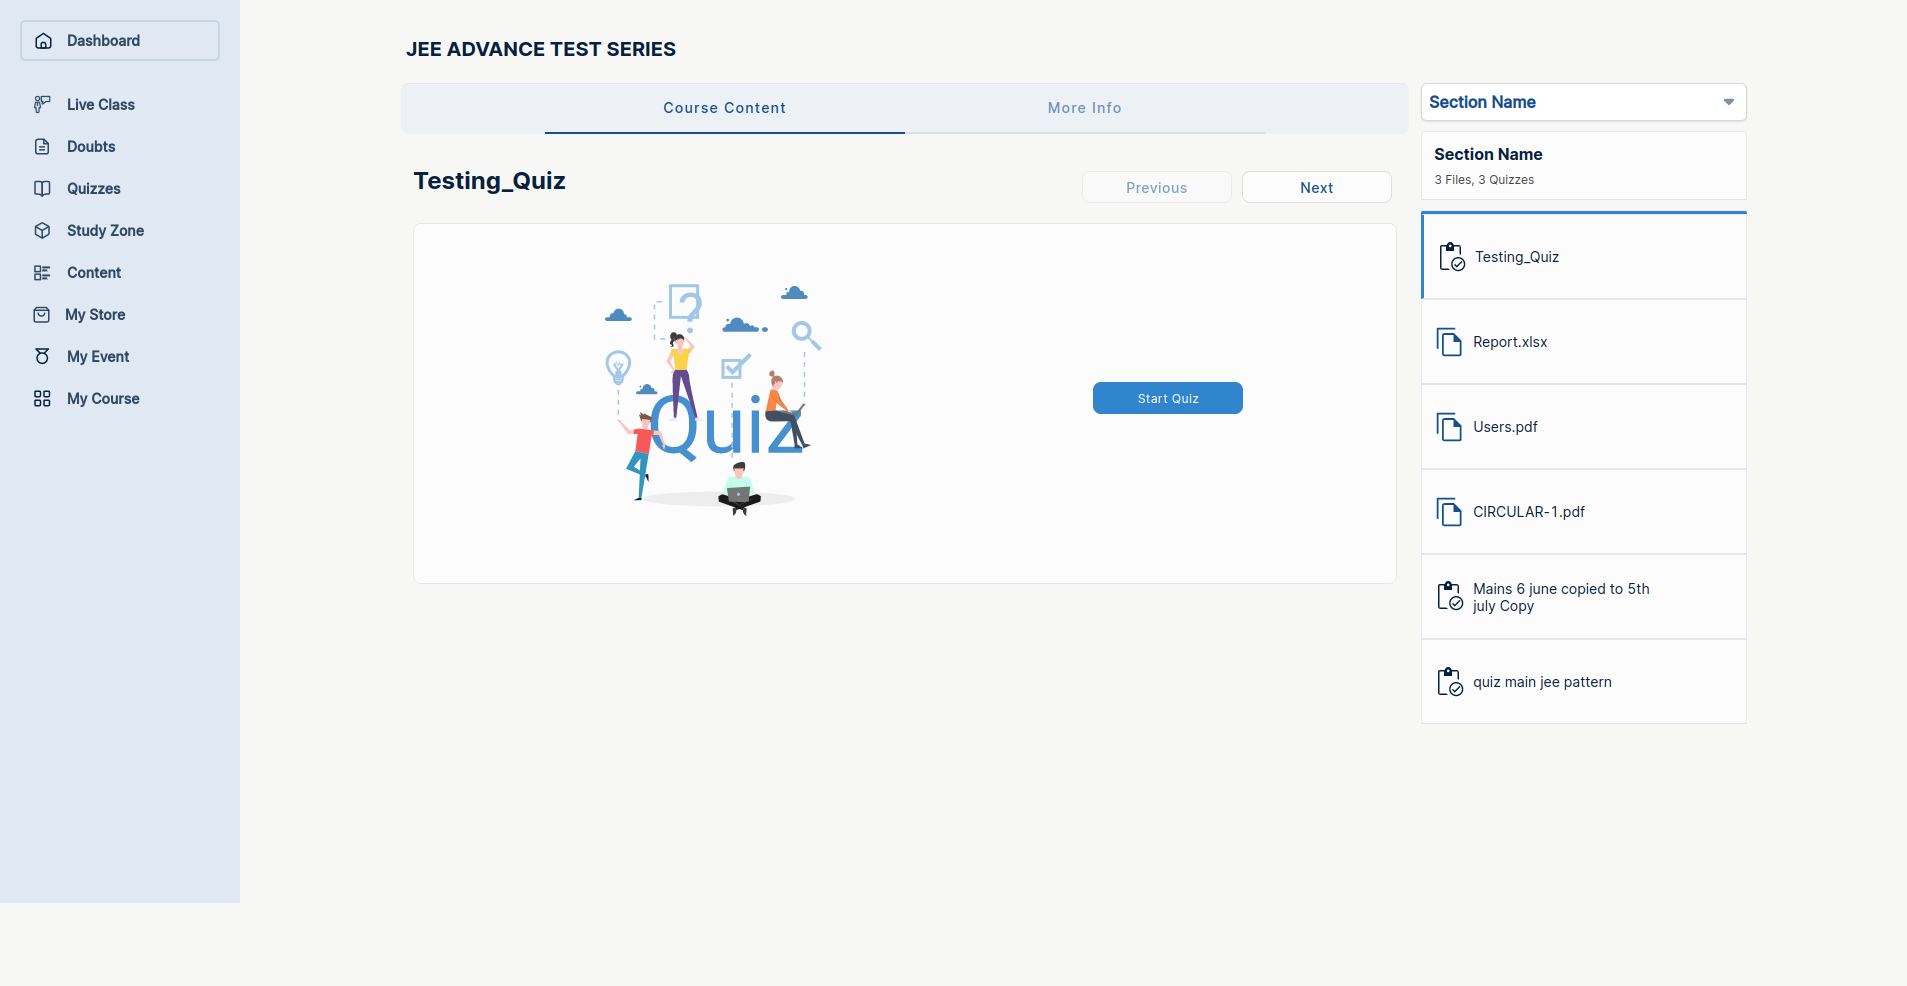 Dashboard
Live Class
Doubts
Quizzes
Study Zone
Content
My Store
My Event
My Course
JEE ADVANCE TEST SERIES
Course Content
More Info
Testing_Quiz
Previous
Next
?
Quiz
Start Quiz
Section Name
Section Name
3 Files, 3 Quizzes
Testing_Quiz
Report.xlsx
Users.pdf
CIRCULAR-1.pdf
Mains 6 june copied to 5th
july Copy
quiz main jee pattern